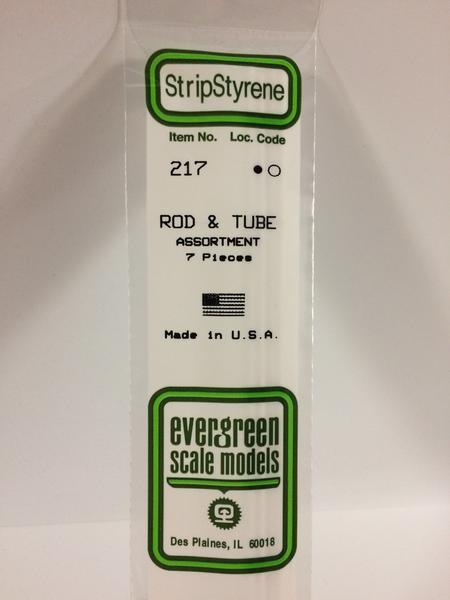 StripStyrene
Item No. Loc. Code
217
ROD & TUBE
ASSORTMENT
7 Pieces
Made in U.S.A.
evergreen
scale models
Des Plaines, IL 60018